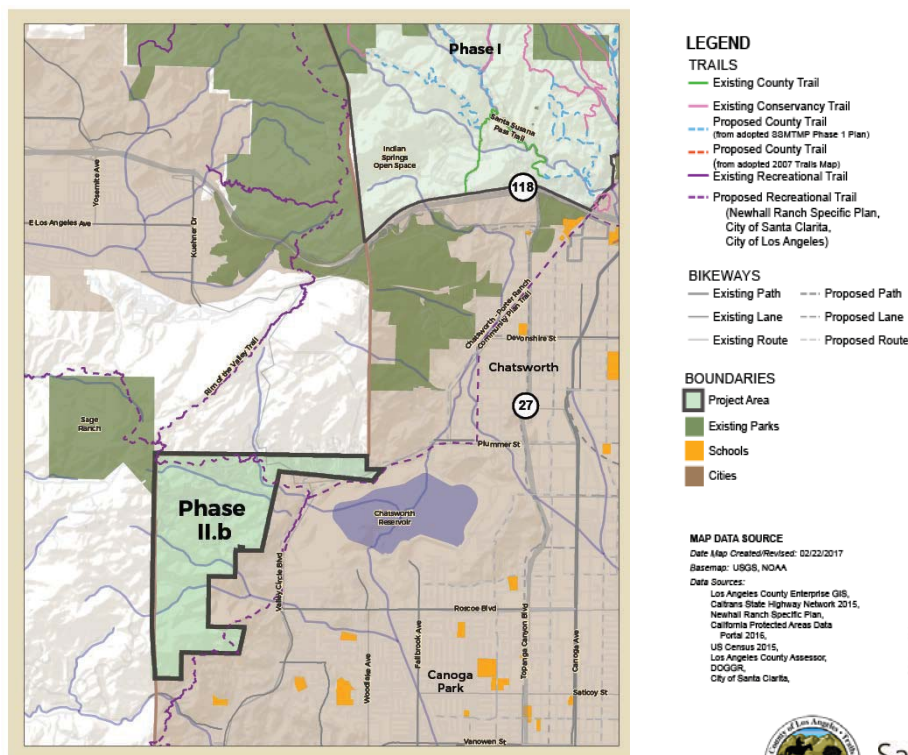 Phase I
Santa Susana
Pass Trail
Indian
Springs
Open Space
118
Yosemite Ave
E Los Angeles Ave
Kuehner Dr
Rim of the Valley Trail
Chatsworth - Porter Ranch
Community Plan Trail
Devonshire St
Chatsworth
27
Sage
Ranch
Plummer St
Phase
II.b
Chatsworth
Reservoir
Valley Circle Blvd
Roscoe Blvd
Woodlake Ave
Fallbrook Ave
Topanga Canyon Blvd
Canoga Ave
Canoga
Park
Saticoy St
Vanowen St
LEGEND
TRAILS
Existing County Trail
Existing Conservancy Trail
Proposed County Trail
(from adopted SSMTMP Phase 1 Plan)
Proposed County Trail
(from adopted 2007 Trails Map)
Existing Recreational Trail
Proposed Recreational Trail
(Newhall Ranch Specific Plan,
City of Santa Clarita,
City of Los Angeles)
BIKEWAYS
Existing Path Proposed Path
Existing Lane Proposed Lane
Existing Route Proposed Route
BOUNDARIES
Project Area
Existing Parks
Schools
Cities
MAP DATA SOURCE
Date Map Created/Revised: 02/22/2017
Basemap: USGS, NOAA
Data Sources:
Los Angeles County Enterprise GIS,
Caltrans State Highway Network 2015,
Newhall Ranch Specific Plan,
California Protected Areas Data
Portal 2016,
US Census 2015,
Los Angeles County Assessor,
DOGGR,
City of Santa Clarita,
County of Los Angeles